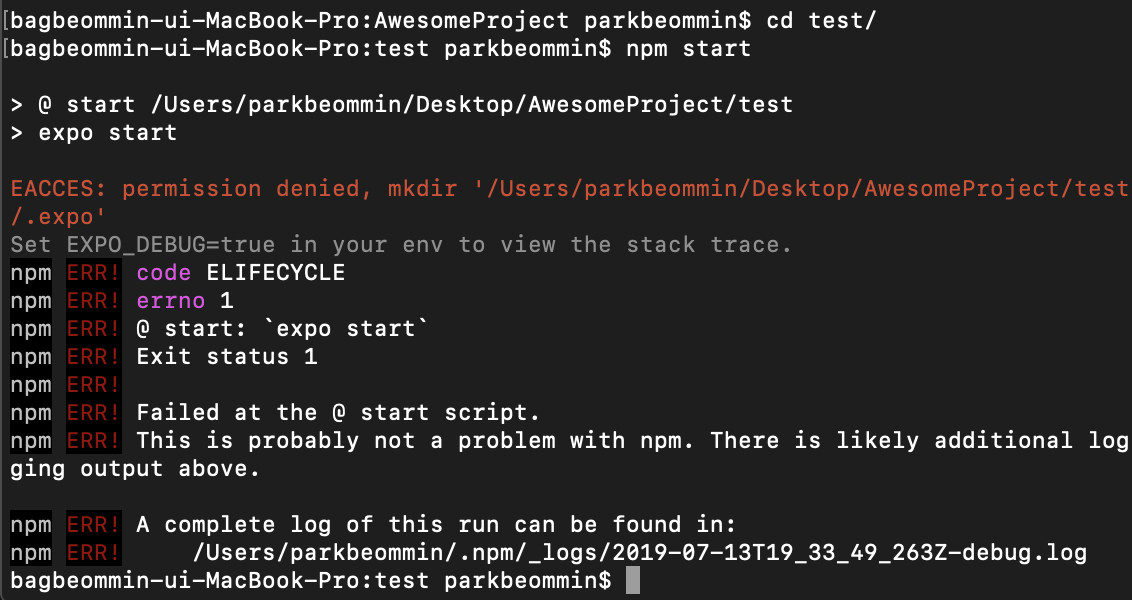 [bagbeommin-ui-MacBook-Pro:AwesomeProject parkbeommin$ cd test/
[bagbeommin-ui-MacBook-Pro:test parkbeommin$ npm start
> @ start /Users/parkbeommin/Desktop/AwesomeProject/test
> expo start
EACCES: permission denied, mkdir '/Users/parkbeommin/Desktop/AwesomeProject/test
/.expo'
Set EXPO_DEBUG=true in your env to view the stack trace.
npm ERR! code ELIFECYCLE
npm ERR! errno 1
npm ERR! @ start: `expo start`
npm ERR! Exit status 1
npm ERR!
npm ERR! Failed at the @ start script.
npm ERR! This is probably not a problem with npm. There is likely additional log
ging output above.
npm ERR! A complete log of this run can be found in:
npm ERR!     /Users/parkbeommin/.npm/_logs/2019-07-13T19_33_49_263Z-debug.log
bagbeommin-ui-MacBook-Pro:test parkbeommin$